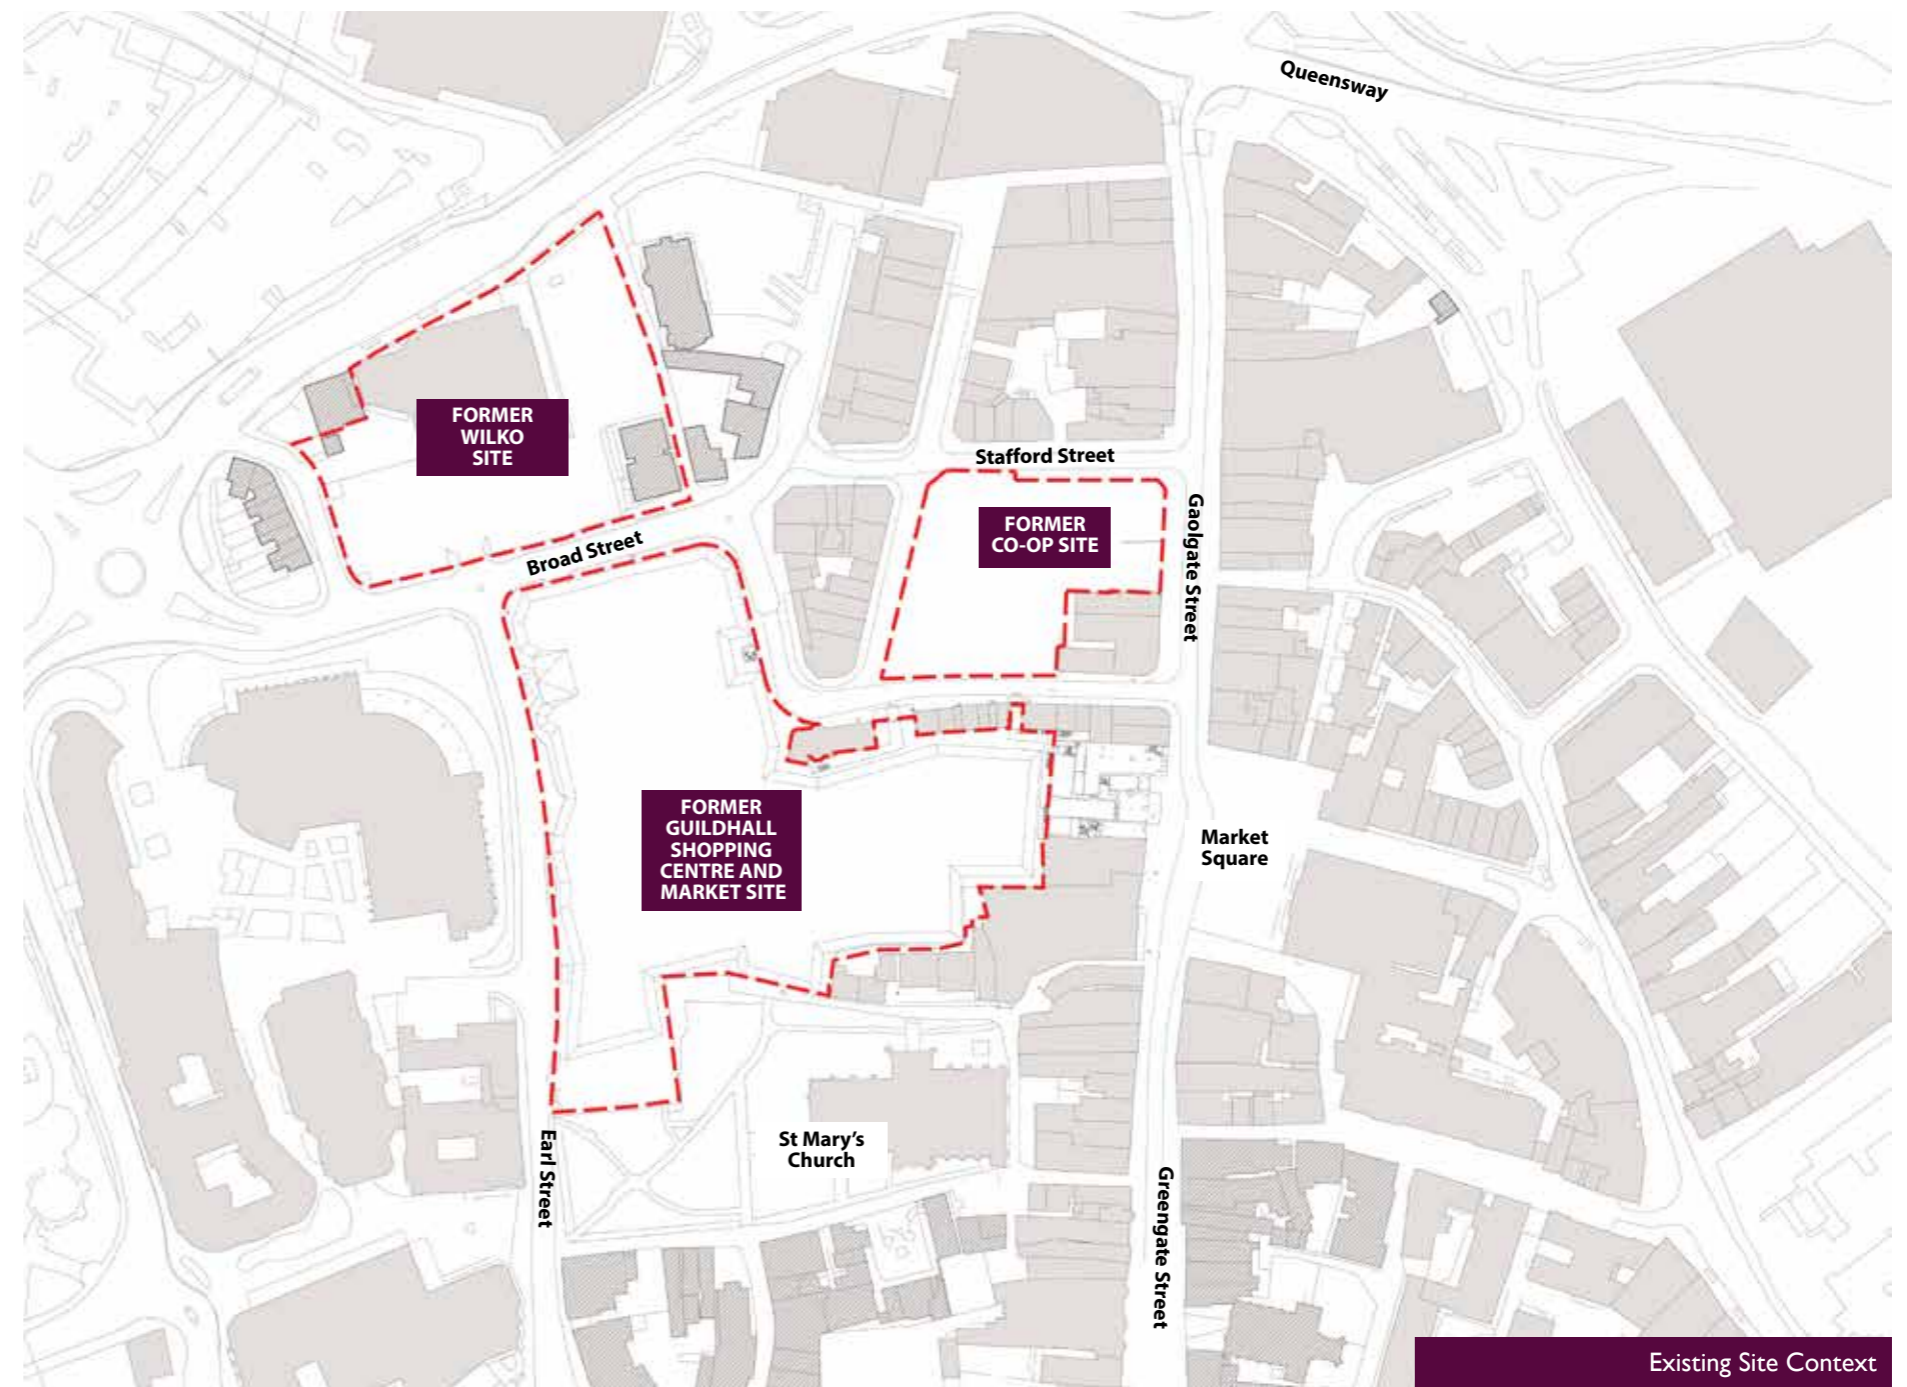 Queensway
FORMER
WILKO
SITE
Stafford Street
FORMER
CO-OP SITE
Gaolgate Street
Broad Street
FORMER
GUILDHALL
SHOPPING
CENTRE AND
MARKET SITE
Market
Square
St Mary's
Church
Earl Street
Greengate Street
Existing Site Context